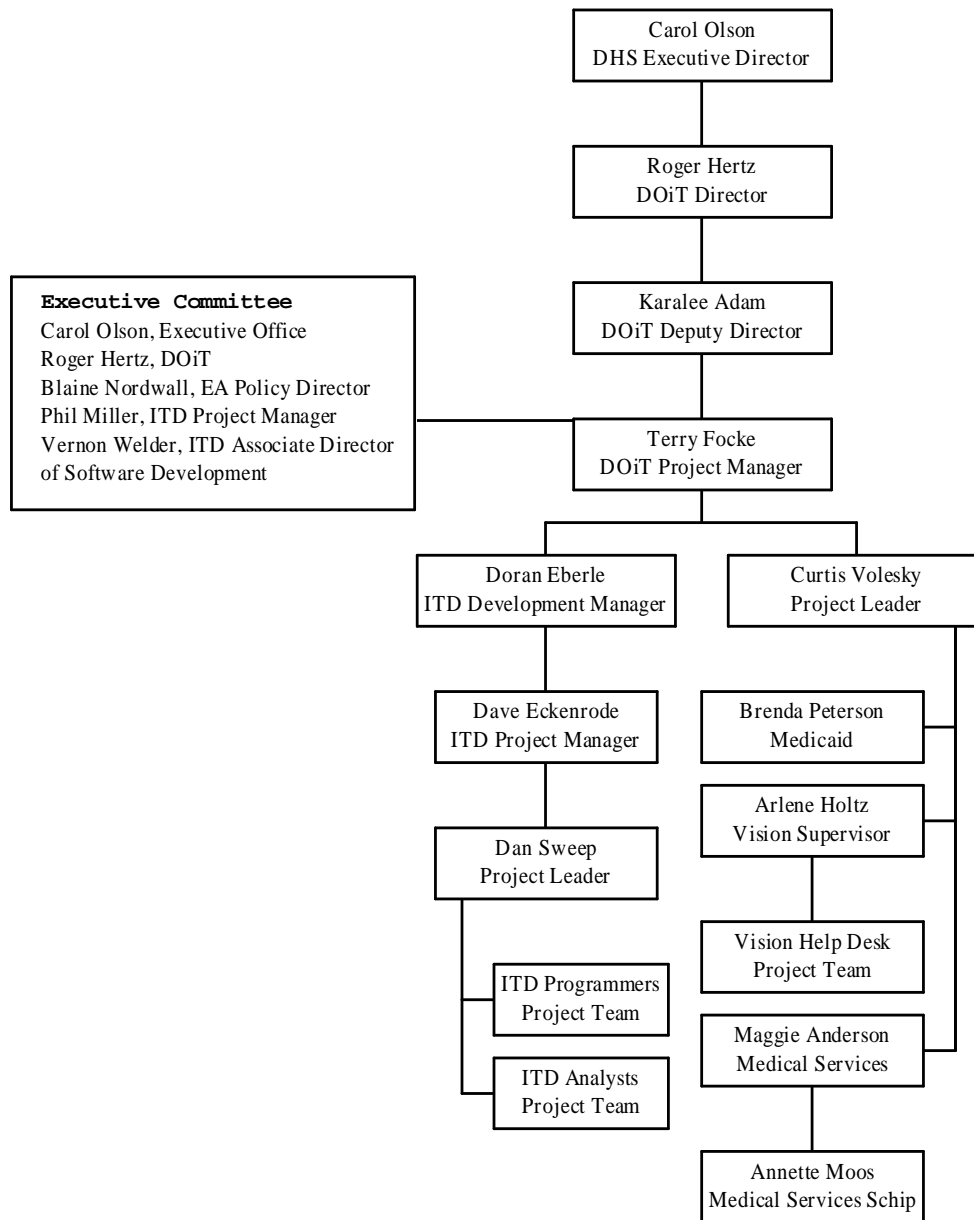 Carol Olson
DHS Executive Director
Roger Hertz
DOiT Director
Executive Committee
Carol Olson, Executive Office
Roger Hertz, DOiT
Blaine Nordwall, EA Policy Director
Phil Miller, ITD Project Manager
Vernon Welder, ITD Associate Director
of Software Development
Karalee Adam
DOiT Deputy Director
Terry Focke
DOiT Project Manager
Doran Eberle
ITD Development Manager
Curtis Volesky
Project Leader
Dave Eckenrode
ITD Project Manager
Brenda Peterson
Medicaid
Arlene Holtz
Vision Supervisor
Dan Sweep
Project Leader
Vision Help Desk
Project Team
ITD Programmers
Project Team
Maggie Anderson
Medical Services
ITD Analysts
Project Team
Annette Moos
Medical Services Schip